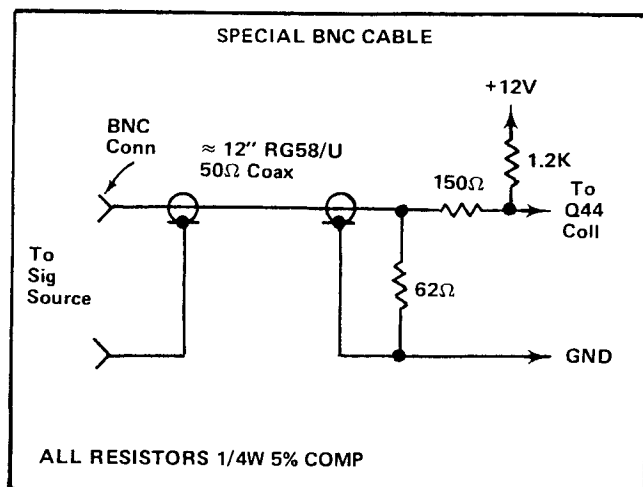 SPECIAL BNC CABLE
+12V
BNC
Conn
≈ 12" RG58/U
50Ω Coax
1.2K
150Ω
To
Q44
Coll
To
Sig
Source
62Ω
GND
ALL RESISTORS 1/4W 5% COMP